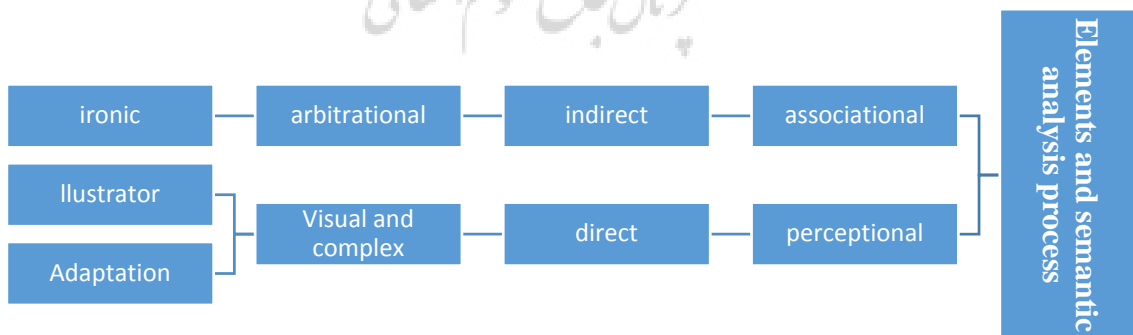 ironic
arbitrational
indirect
associational
llustrator
Adaptation
Visual and
complex
direct
perceptional
Elements and semantic
analysis process